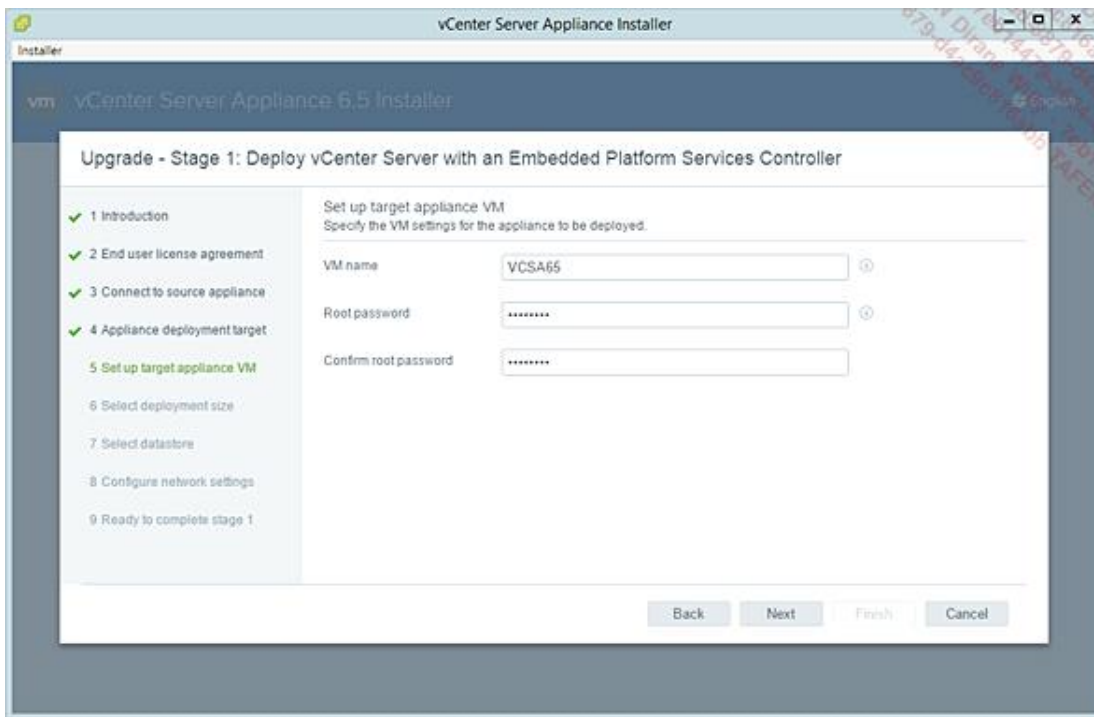 vCenter Server Appliance Installer
Installer
vm vCenter Server Appliance 6.5 Installer
English
Upgrade - Stage 1: Deploy vCenter Server with an Embedded Platform Services Controller
1 Introduction
2 End user license agreement
3 Connect to source appliance
4 Appliance deployment target
5 Set up target appliance VM
6 Select deployment size
7 Select datastore
8 Configure network settings
9 Ready to complete stage 1
Set up target appliance VM
Specify the VM settings for the appliance to be deployed.
VM name VCSA65
Root password ••••••••
Confirm root password ••••••••
Back Next Finish Cancel